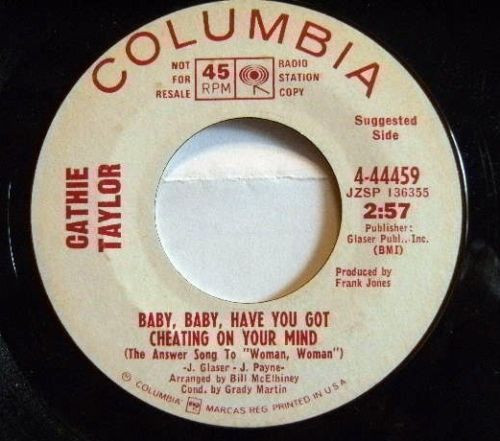 COLUMBIA
NOT
FOR
RESALE
45
RPM
RADIO
STATION
COPY
Suggested
Side
CATHIE
TAYLOR
4-44459
JZSP 136355
2:57
Publisher:
Glaser Publ., Inc.
(BMI)
Produced by
Frank Jones
BABY, BABY, HAVE YOU GOT
CHEATING ON YOUR MIND
(The Answer Song To "Woman, Woman")
-J. Glaser - J. Payne-
Arranged by Bill McElhiney
Cond. by Grady Martin
® COLUMBIA MARCAS REG. PRINTED IN U.S.A.